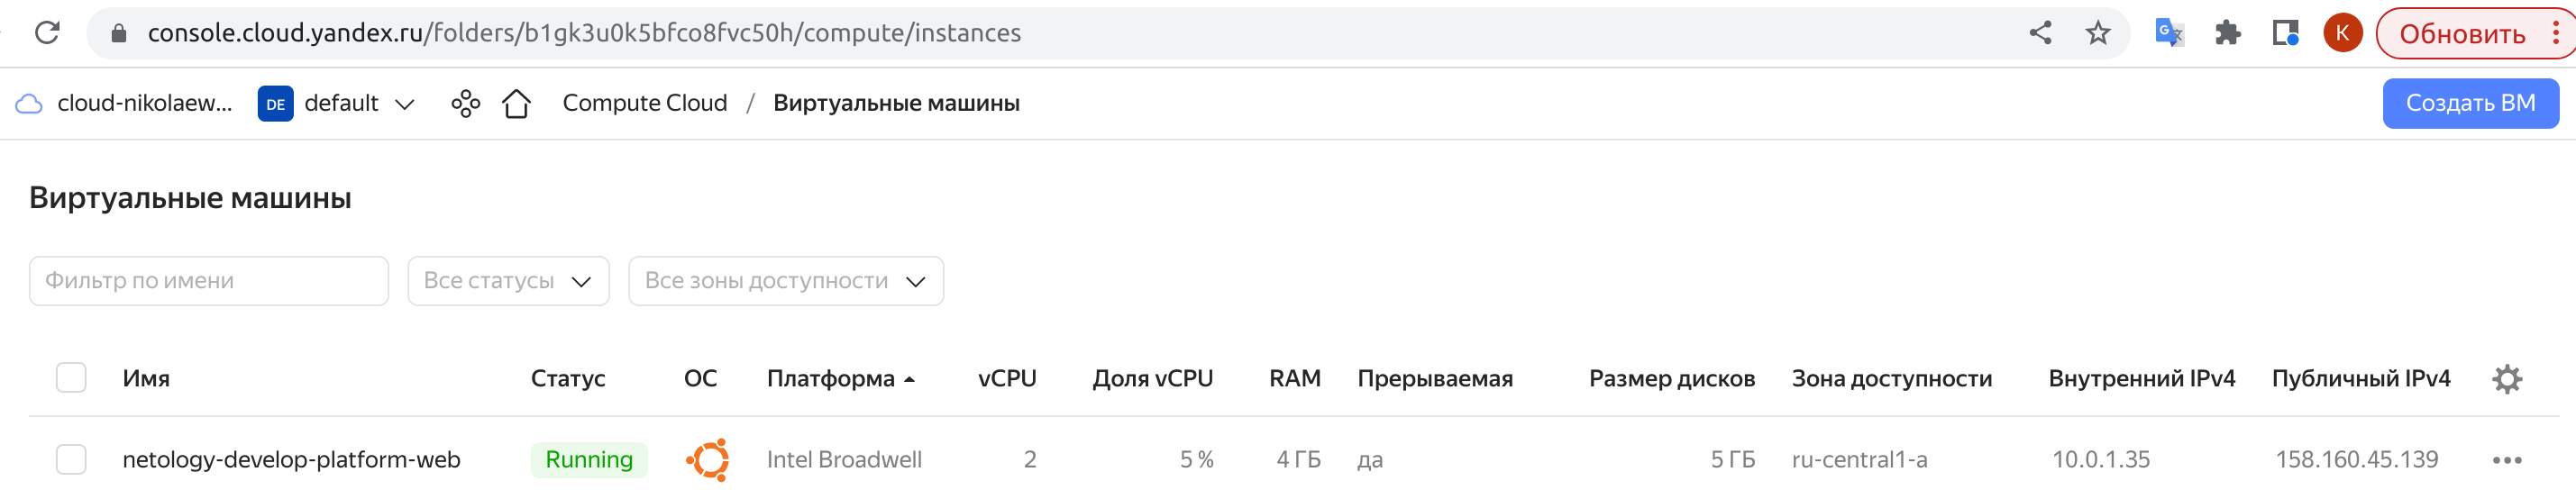 console.cloud.yandex.ru/folders/b1gk3u0k5bfco8fvc50h/compute/instances K Обновить
cloud-nikolaew... DE default Compute Cloud / Виртуальные машины Создать ВМ
Виртуальные машины
Фильтр по имени Все статусы Все зоны доступности
Имя Статус ОС Платформа vCPU Доля vCPU RAM Прерываемая Размер дисков Зона доступности Внутренний IPv4 Публичный IPv4
netology-develop-platform-web Running Intel Broadwell 2 5 % 4 ГБ да 5 ГБ ru-central1-a 10.0.1.35 158.160.45.139